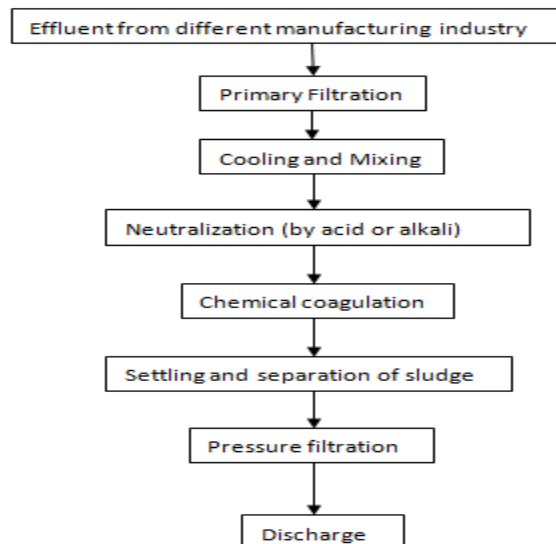 Effluent from different manufacturing industry
Primary Filtration
Cooling and Mixing
Neutralization (by acid or alkali)
Chemical coagulation
Settling and separation of sludge
Pressure filtration
Discharge